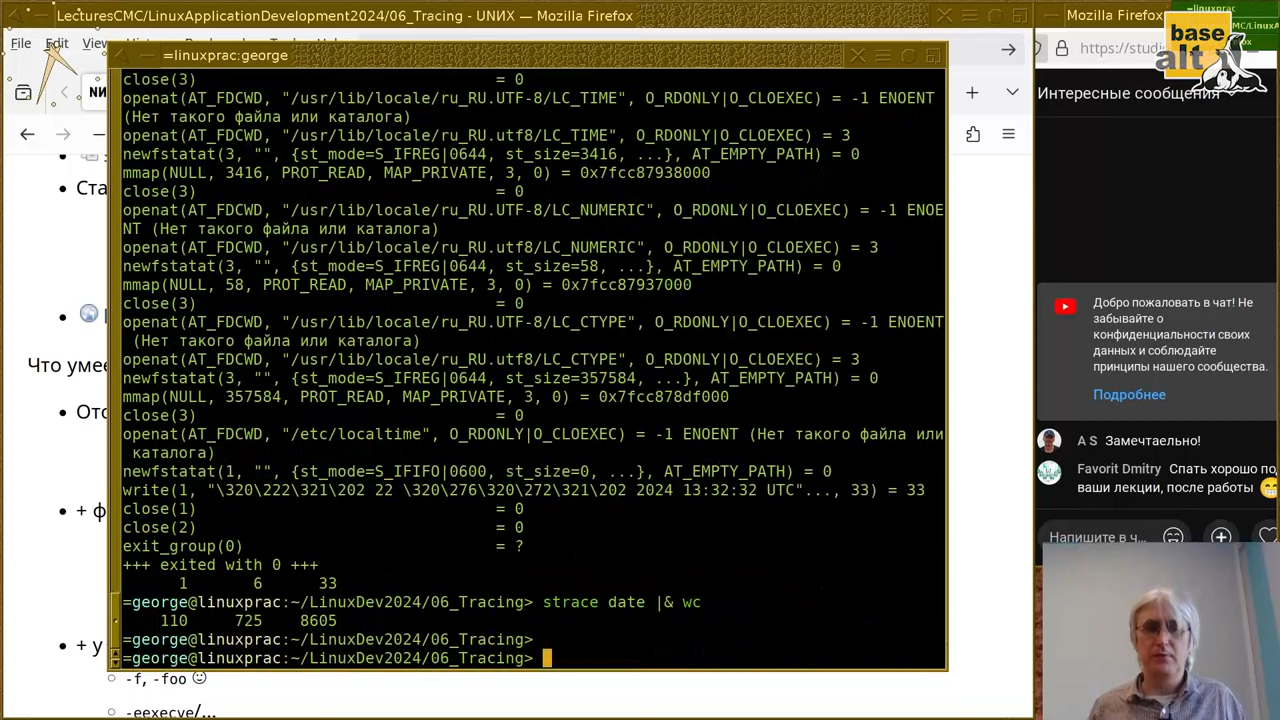 LecturesCMC/LinuxApplicationDevelopment2024/06_Tracing - UNИX — Mozilla Firefox
Mozilla Firefox
=linuxprac
CMC/LinuxA
base
alt
File Edit View
=linuxprac:george
https://studi
Интересные сообщения
close(3) = 0
openat(AT_FDCWD, "/usr/lib/locale/ru_RU.UTF-8/LC_TIME", O_RDONLY|O_CLOEXEC) = -1 ENOENT
(Нет такого файла или каталога)
openat(AT_FDCWD, "/usr/lib/locale/ru_RU.utf8/LC_TIME", O_RDONLY|O_CLOEXEC) = 3
newfstatat(3, "", {st_mode=S_IFREG|0644, st_size=3416, ...}, AT_EMPTY_PATH) = 0
mmap(NULL, 3416, PROT_READ, MAP_PRIVATE, 3, 0) = 0x7fcc87938000
close(3) = 0
openat(AT_FDCWD, "/usr/lib/locale/ru_RU.UTF-8/LC_NUMERIC", O_RDONLY|O_CLOEXEC) = -1 ENOE
NT (Нет такого файла или каталога)
openat(AT_FDCWD, "/usr/lib/locale/ru_RU.utf8/LC_NUMERIC", O_RDONLY|O_CLOEXEC) = 3
newfstatat(3, "", {st_mode=S_IFREG|0644, st_size=58, ...}, AT_EMPTY_PATH) = 0
mmap(NULL, 58, PROT_READ, MAP_PRIVATE, 3, 0) = 0x7fcc87937000
close(3) = 0
openat(AT_FDCWD, "/usr/lib/locale/ru_RU.UTF-8/LC_CTYPE", O_RDONLY|O_CLOEXEC) = -1 ENOENT
(Нет такого файла или каталога)
openat(AT_FDCWD, "/usr/lib/locale/ru_RU.utf8/LC_CTYPE", O_RDONLY|O_CLOEXEC) = 3
newfstatat(3, "", {st_mode=S_IFREG|0644, st_size=357584, ...}, AT_EMPTY_PATH) = 0
mmap(NULL, 357584, PROT_READ, MAP_PRIVATE, 3, 0) = 0x7fcc878df000
close(3) = 0
openat(AT_FDCWD, "/etc/localtime", O_RDONLY|O_CLOEXEC) = -1 ENOENT (Нет такого файла или
каталога)
newfstatat(1, "", {st_mode=S_IFIFO|0600, st_size=0, ...}, AT_EMPTY_PATH) = 0
write(1, "\320\222\321\202 22 \320\276\320\272\321\202 2024 13:32:32 UTC"..., 33) = 33
close(1) = 0
close(2) = 0
exit_group(0) = ?
+++ exited with 0 +++
1 6 33
=george@linuxprac:~/LinuxDev2024/06_Tracing> strace date |& wc
110 725 8605
=george@linuxprac:~/LinuxDev2024/06_Tracing>
=george@linuxprac:~/LinuxDev2024/06_Tracing>
Ста
Что умее
Ото
+ ф
+ у
-f, -foo
-eexecve/...
Добро пожаловать в чат! Не
забывайте о
конфиденциальности своих
данных и соблюдайте
принципы нашего сообщества.
Подробнее
A S Замечтаельно!
Favorit Dmitry Спать хорошо по
ваши лекции, после работы
Напишите в ч...